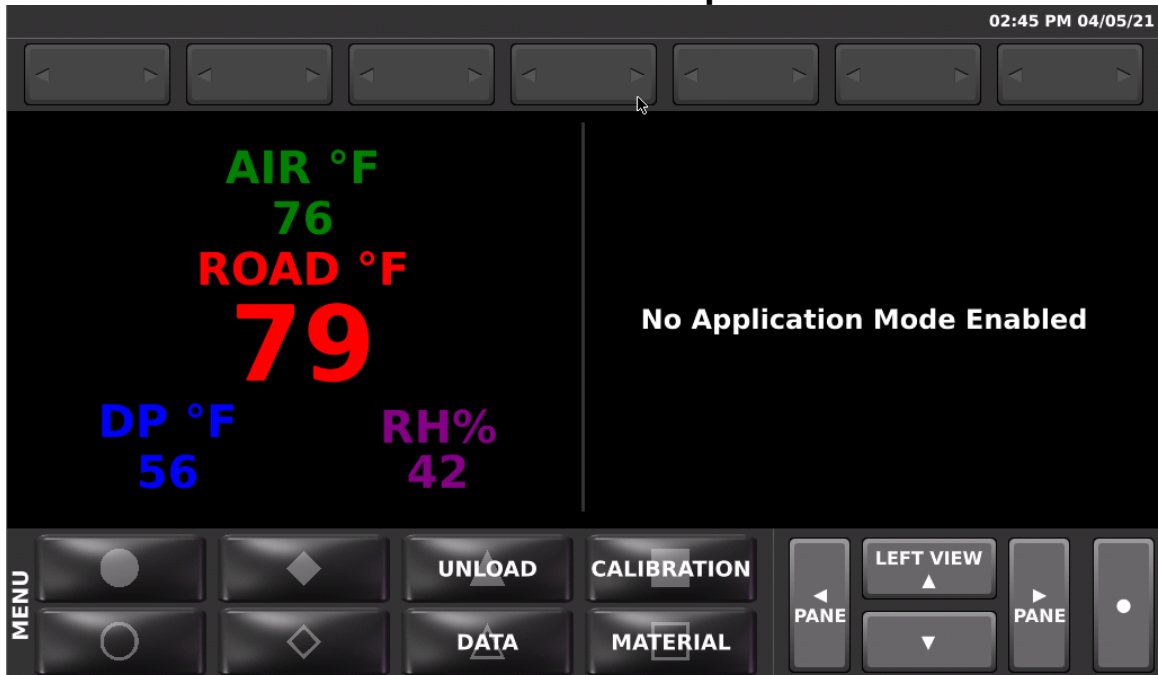 02:45 PM 04/05/21
AIR °F
76
ROAD °F
79
DP °F
56
RH%
42
No Application Mode Enabled
MENU
UNLOAD
CALIBRATION
DATA
MATERIAL
PANE
LEFT VIEW
PANE